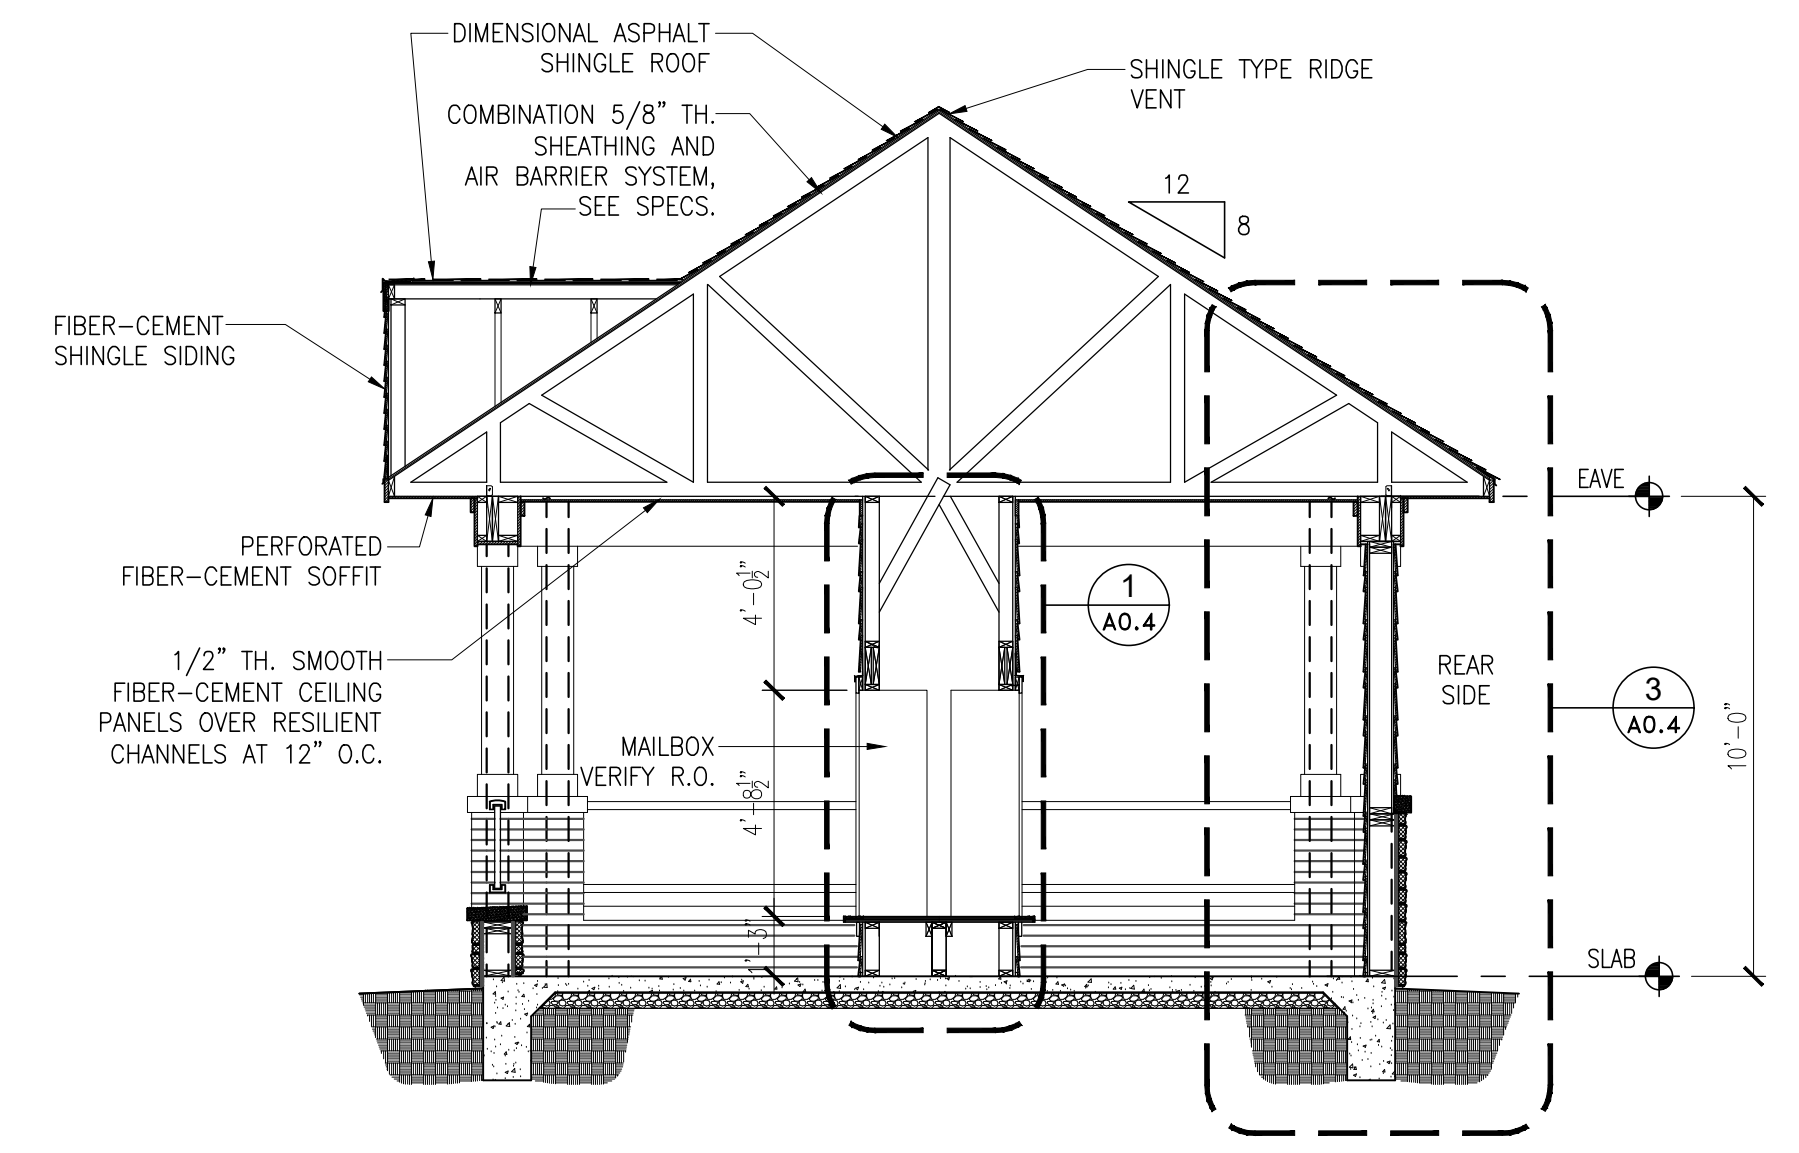 DIMENSIONAL ASPHALT
SHINGLE ROOF
SHINGLE TYPE RIDGE
VENT
COMBINATION 5/8" TH.
SHEATHING AND
AIR BARRIER SYSTEM,
SEE SPECS.
12
8
FIBER-CEMENT
SHINGLE SIDING
EAVE
PERFORATED
FIBER-CEMENT SOFFIT
4'-0½"
1
A0.4
1/2" TH. SMOOTH
FIBER-CEMENT CEILING
PANELS OVER RESILIENT
CHANNELS AT 12" O.C.
REAR
SIDE
3
A0.4
10'-0"
MAILBOX
VERIFY R.O.
4'-8½"
1'-3"
SLAB